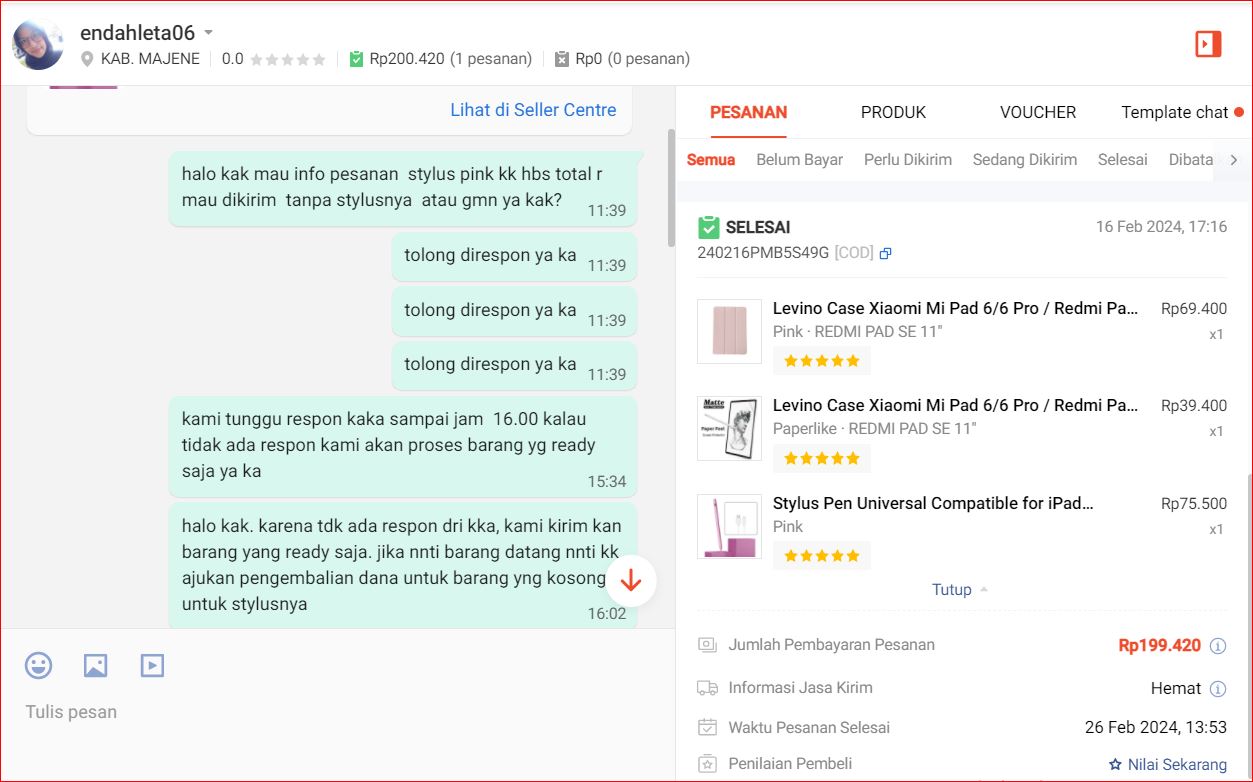 endahleta06
KAB. MAJENE
0.0
Rp200.420 (1 pesanan)
Rp0 (0 pesanan)
Lihat di Seller Centre
halo kak mau info pesanan stylus pink kk hbs total r
mau dikirim tanpa stylusnya atau gmn ya kak?
11:39
tolong direspon ya ka
11:39
tolong direspon ya ka
11:39
tolong direspon ya ka
11:39
kami tunggu respon kaka sampai jam 16.00 kalau
tidak ada respon kami akan proses barang yg ready
saja ya ka
15:34
halo kak. karena tdk ada respon dri kka, kami kirim kan
barang yang ready saja. jika nnti barang datang nnti kk
ajukan pengembalian dana untuk barang yng kosong
untuk stylusnya
16:02
Tulis pesan
PESANAN
PRODUK
VOUCHER
Template chat
Semua
Belum Bayar
Perlu Dikirim
Sedang Dikirim
Selesai
Dibata
SELESAI
16 Feb 2024, 17:16
240216PMB5S49G [COD]
Levino Case Xiaomi Mi Pad 6/6 Pro / Redmi Pa...
Rp69.400
Pink · REDMI PAD SE 11"
x1
Matte
Paper Feel
Levino Case Xiaomi Mi Pad 6/6 Pro / Redmi Pa...
Rp39.400
Paperlike · REDMI PAD SE 11"
x1
Stylus Pen Universal Compatible for iPad...
Rp75.500
Pink
x1
Tutup
Jumlah Pembayaran Pesanan
Rp199.420
Informasi Jasa Kirim
Hemat
Waktu Pesanan Selesai
26 Feb 2024, 13:53
Penilaian Pembeli
Nilai Sekarang